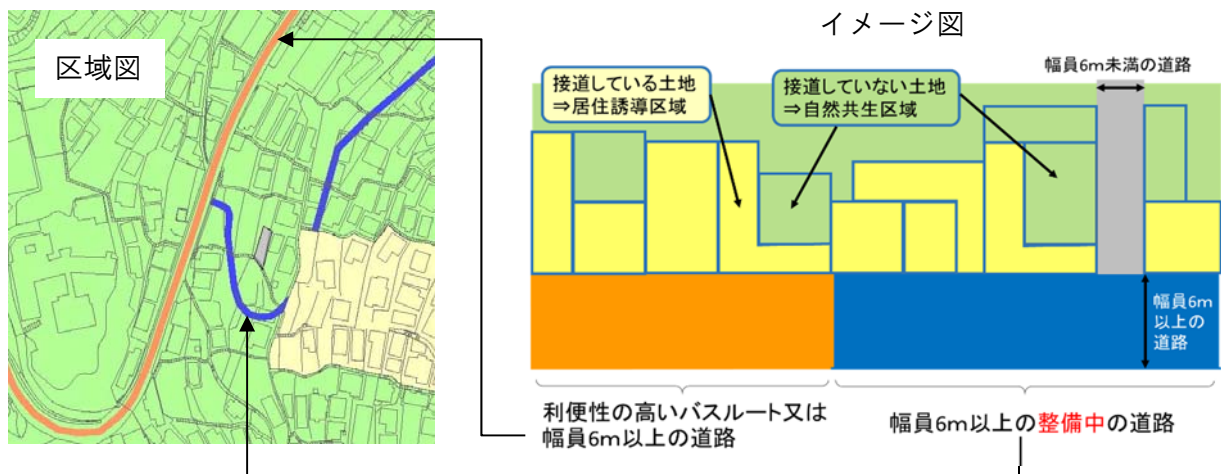 区域図
イメージ図
接道している土地
⇒居住誘導区域
接道していない土地
⇒自然共生区域
幅員6m未満の道路
幅員6m
以上の
道路
利便性の高いバスルート又は
幅員6m以上の道路
幅員6m以上の整備中の道路